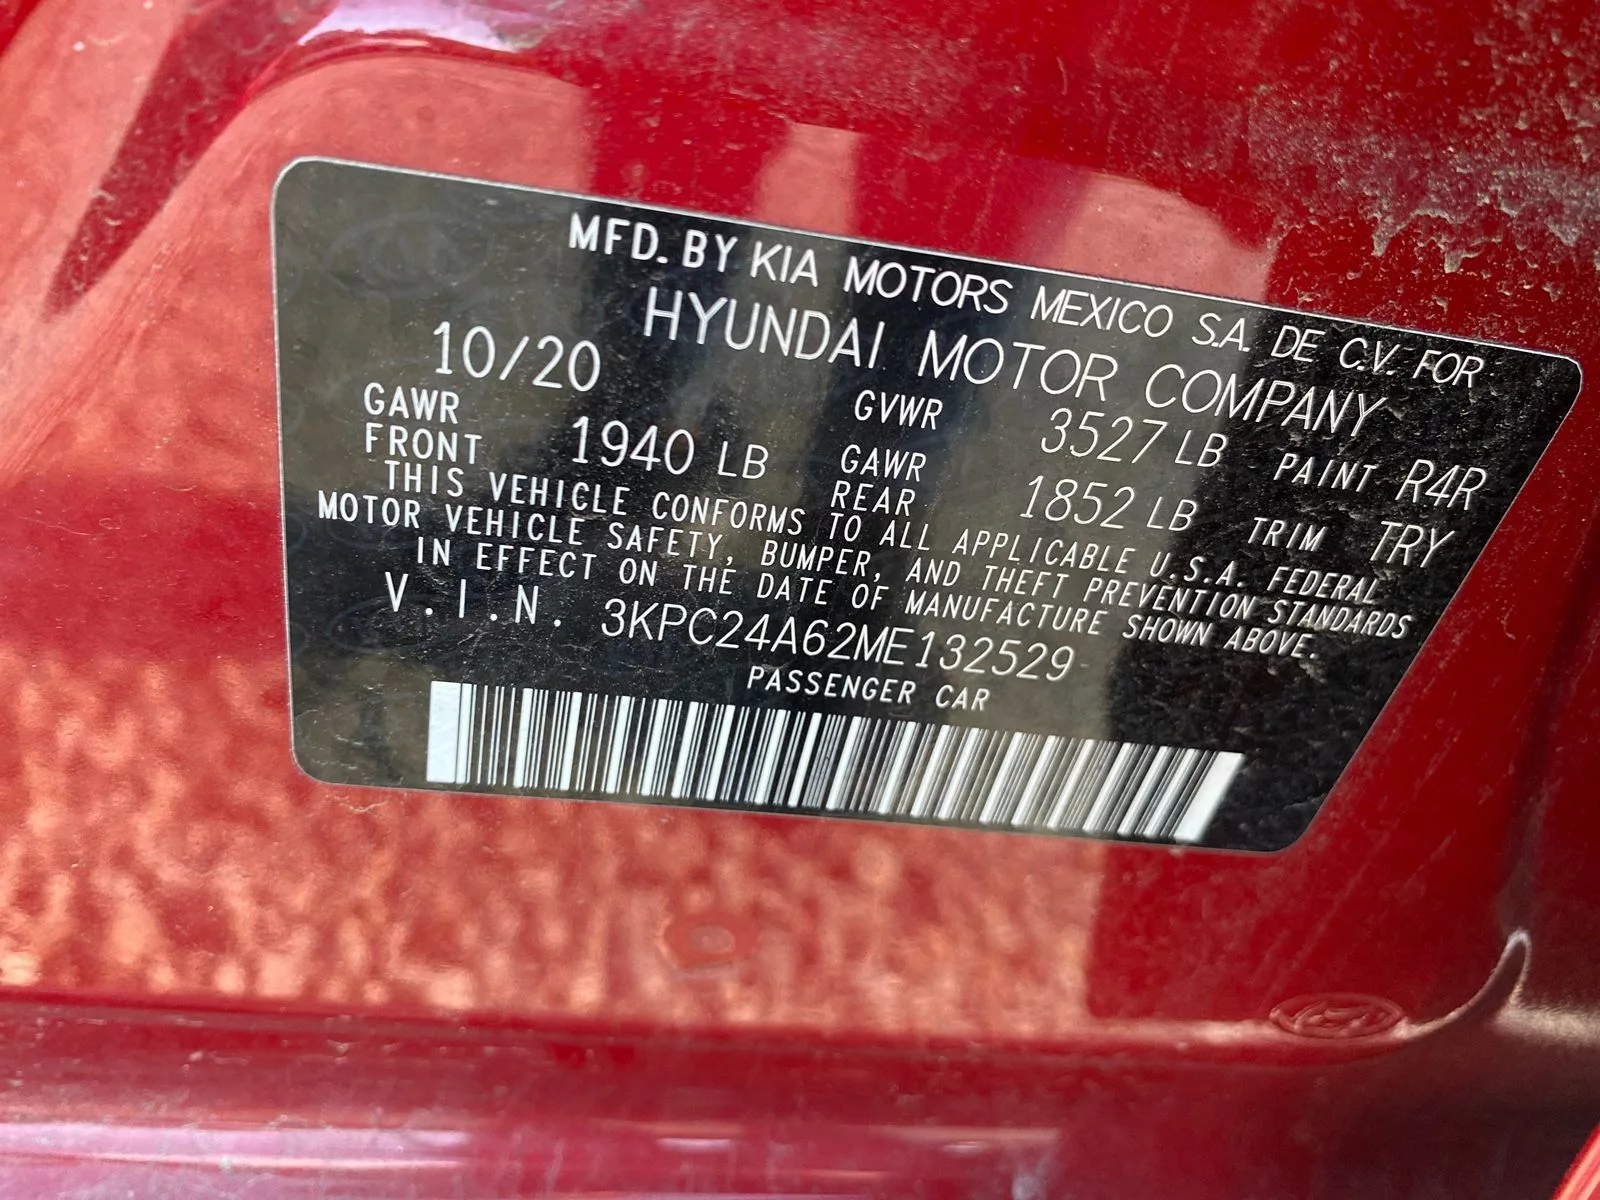 MFD. BY KIA MOTORS MEXICO S.A. DE C.V. FOR
HYUNDAI MOTOR COMPANY
10/20 GVWR 3527 LB PAINT R4R
GAWR FRONT 1940 LB GAWR REAR 1852 LB TRIM TRY
THIS VEHICLE CONFORMS TO ALL APPLICABLE U.S.A. FEDERAL
MOTOR VEHICLE SAFETY, BUMPER, AND THEFT PREVENTION STANDARDS
IN EFFECT ON THE DATE OF MANUFACTURE SHOWN ABOVE.
V.I.N. 3KPC24A62ME132529
PASSENGER CAR